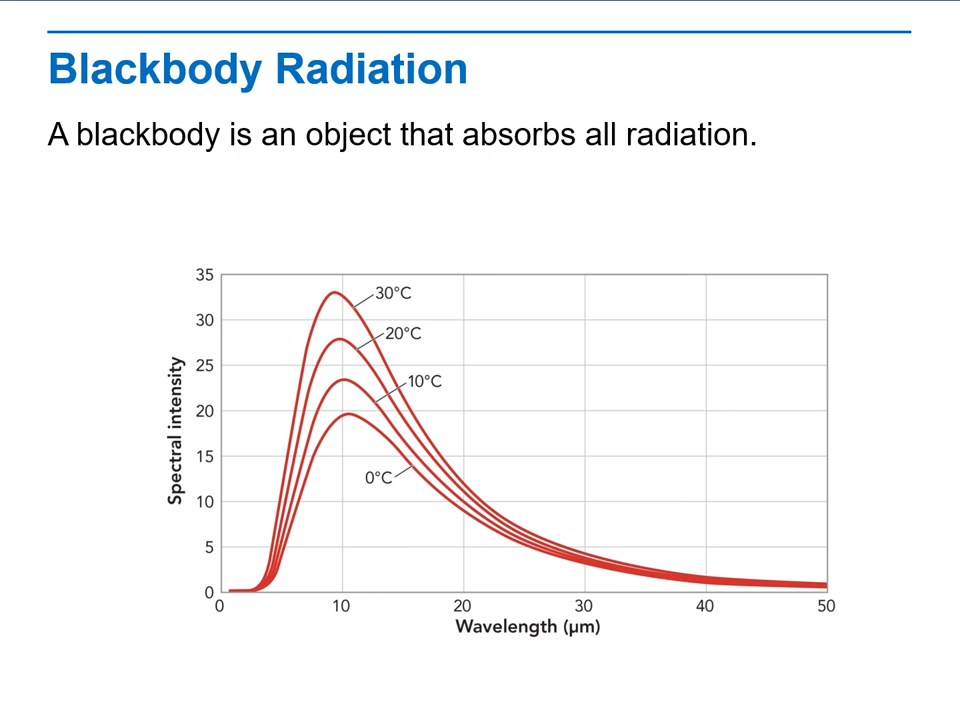 Blackbody Radiation
A blackbody is an object that absorbs all radiation.
35
30
25
20
15
10
5
0
Spectral intensity
30°C
20°C
10°C
0°C
0 10 20 30 40 50
Wavelength (μm)